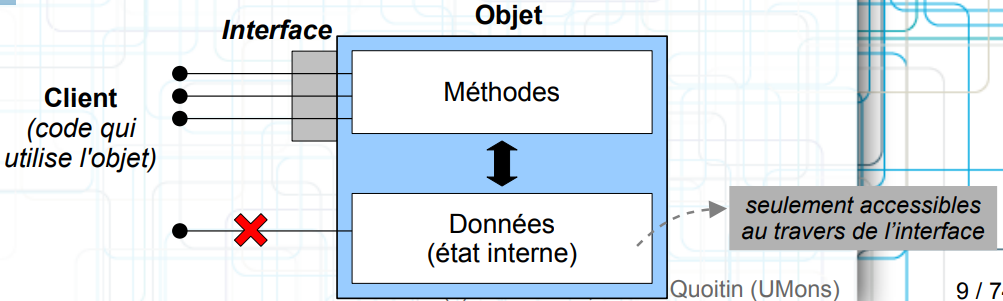 Objet
Interface
Client
(code qui
utilise l'objet)
Méthodes
Données
(état interne)
seulement accessibles
au travers de l'interface
Quoitin (UMons)
9 / 7